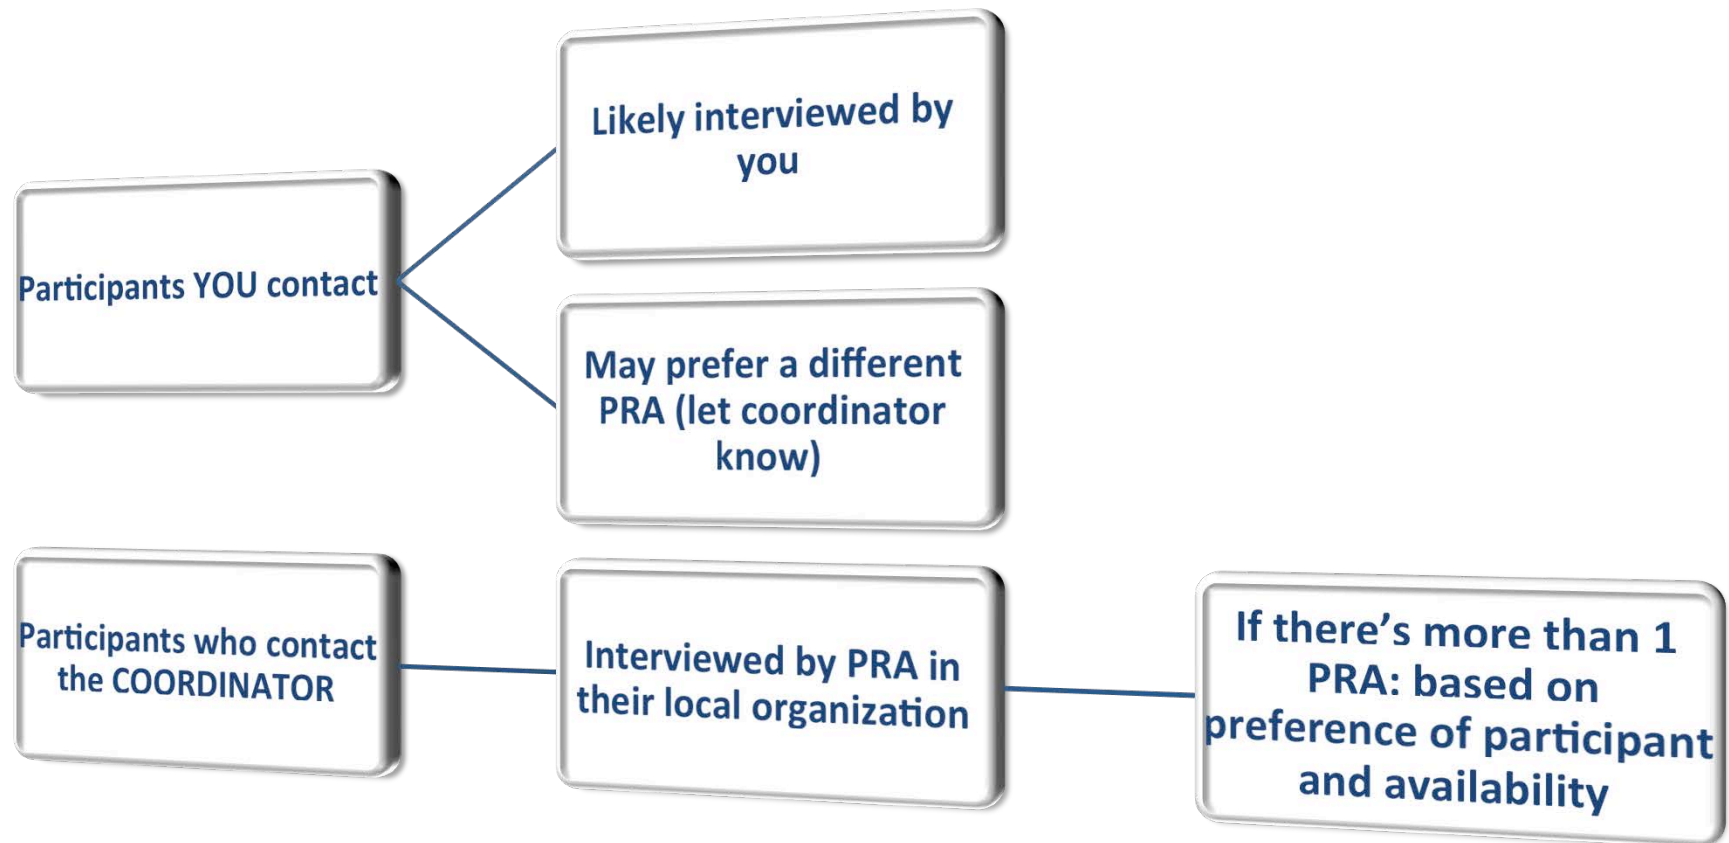 Likely interviewed by
you
Participants YOU contact
May prefer a different
PRA (let coordinator
know)
Participants who contact
the COORDINATOR
Interviewed by PRA in
their local organization
If there’s more than 1
PRA: based on
preference of participant
and availability